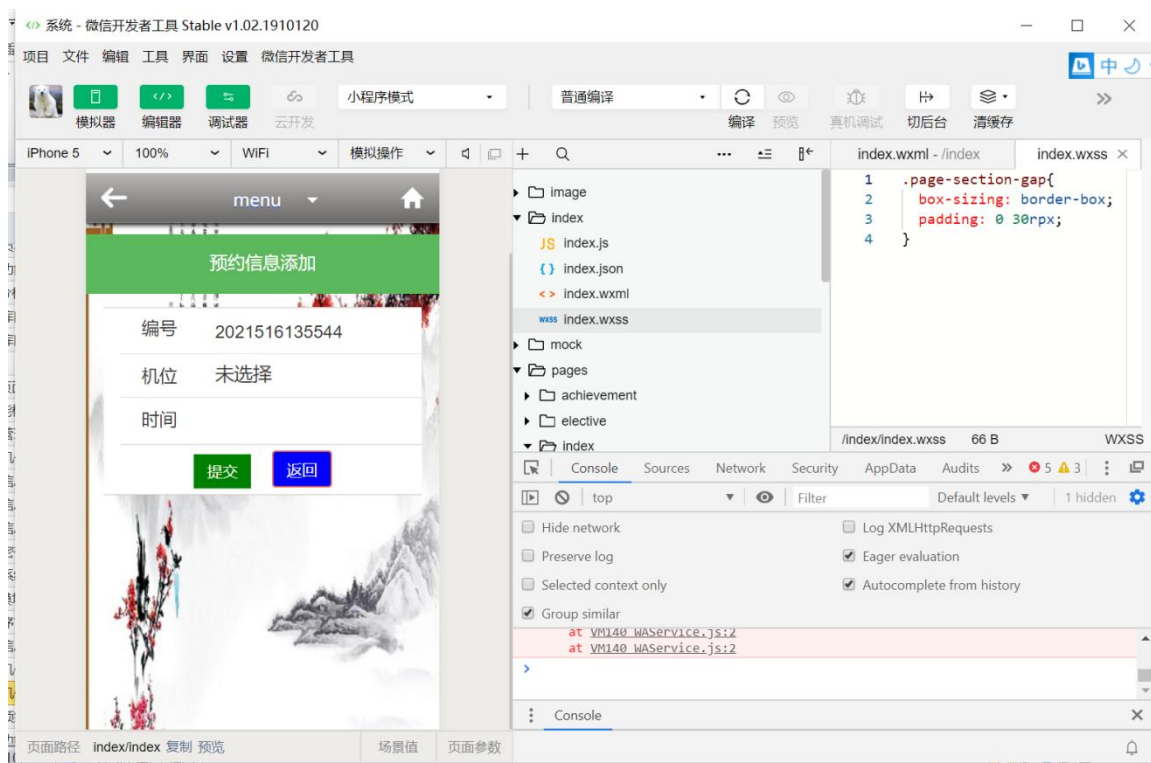 系统 - 微信开发者工具 Stable v1.02.1910120
项目 文件 编辑 工具 界面 设置 微信开发者工具
中
模拟器 编辑器 调试器 云开发 小程序模式 普通编译 编译 预览 真机调试 切后台 清缓存
iPhone 5 100% WiFi 模拟操作
index.wxml - /index index.wxss
menu
预约信息添加
编号 2021516135544
机位 未选择
时间
提交 返回
image
index
JS index.js
{ } index.json
< > index.wxml
wxss index.wxss
mock
pages
achievement
elective
index
1 .page-section-gap{
2 box-sizing: border-box;
3 padding: 0 30rpx;
4 }
/index/index.wxss 66 B WXSS
Console Sources Network Security AppData Audits 5 3
top Filter Default levels 1 hidden
Hide network Log XMLHttpRequests
Preserve log Eager evaluation
Selected context only Autocomplete from history
Group similar
at VM140 WAService.js:2
at VM140 WAService.js:2
Console
页面路径 index/index 复制 预览 场景值 页面参数